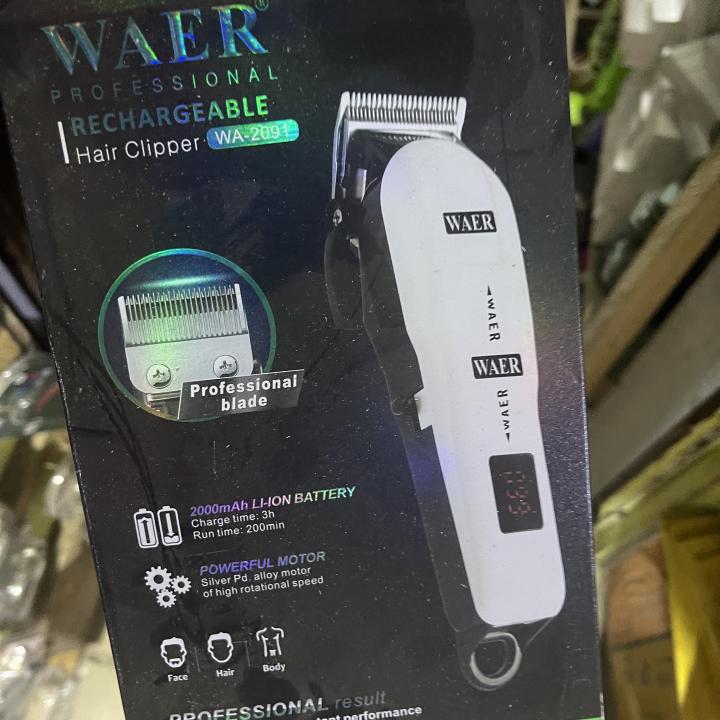 WAER®
PROFESSIONAL
RECHARGEABLE
Hair Clipper WA-2091
WAER
WAER
WAER
WAER
Professional
blade
2000mAh LI-ION BATTERY
Charge time: 3h
Run time: 200min
POWERFUL MOTOR
Silver Pd. alloy motor
of high rotational speed
Face Hair Body
PROFESSIONAL result
performance